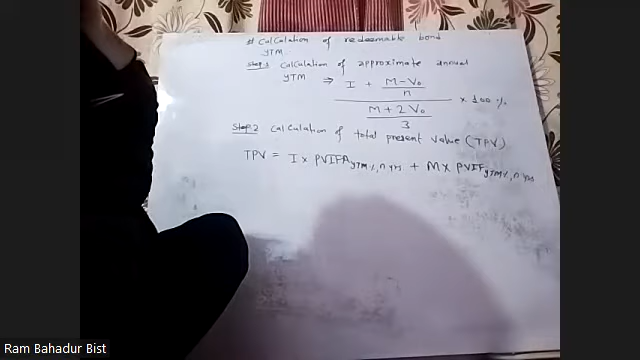 # Calculation of redeemable bond
YTM
Step 1 Calculation of approximate annual
YTM ⇒ I + M-V₀
n
M+2V₀
3
× 100 %
Step 2 Calculation of total present value (TPV)
TPV = I × PVIFA YTM%, n yrs + M× PVIF YTM%, n yrs
Ram Bahadur Bist